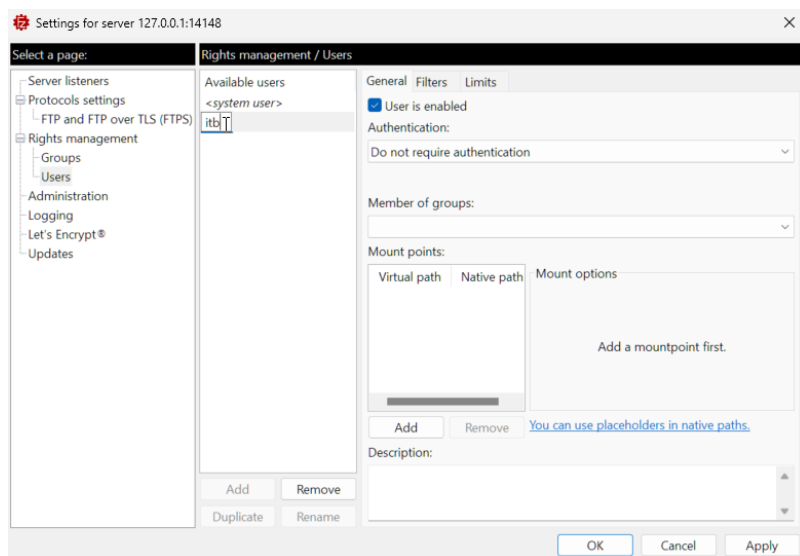 Settings for server 127.0.0.1:14148
Select a page:
Server listeners
Protocols settings
FTP and FTP over TLS (FTPS)
Rights management
Groups
Users
Administration
Logging
Let's Encrypt®
Updates
Rights management / Users
Available users
<system user>
itb
Add
Remove
Duplicate
Rename
General Filters Limits
User is enabled
Authentication:
Do not require authentication
Member of groups:
Mount points:
Virtual path Native path
Mount options
Add a mountpoint first.
Add
Remove
You can use placeholders in native paths.
Description:
OK
Cancel
Apply